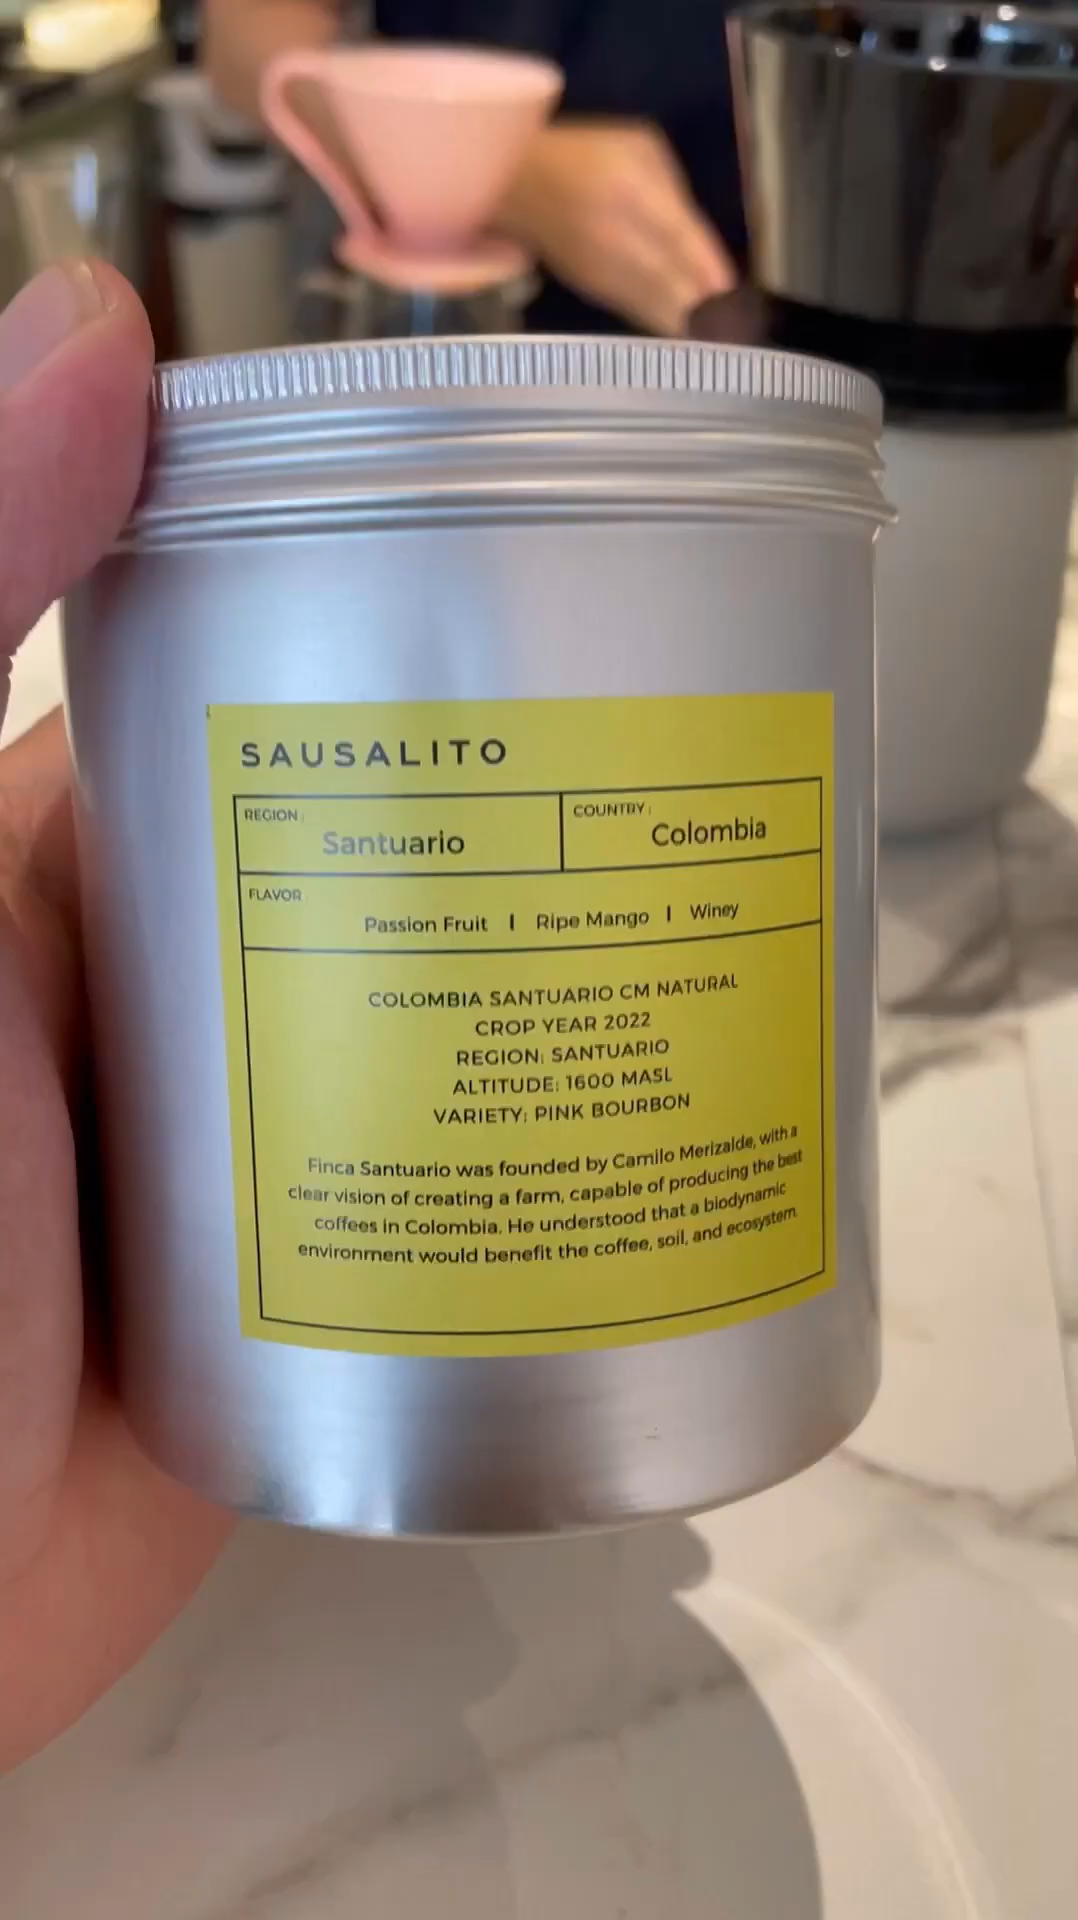 SAUSALITO
REGION:
Santuario
COUNTRY:
Colombia
FLAVOR
Passion Fruit | Ripe Mango | Winey
COLOMBIA SANTUARIO CM NATURAL
CROP YEAR 2022
REGION: SANTUARIO
ALTITUDE: 1600 MASL
VARIETY: PINK BOURBON
Finca Santuario was founded by Camilo Merizalde, with a
clear vision of creating a farm, capable of producing the best
coffees in Colombia. He understood that a biodynamic
environment would benefit the coffee, soil, and ecosystem